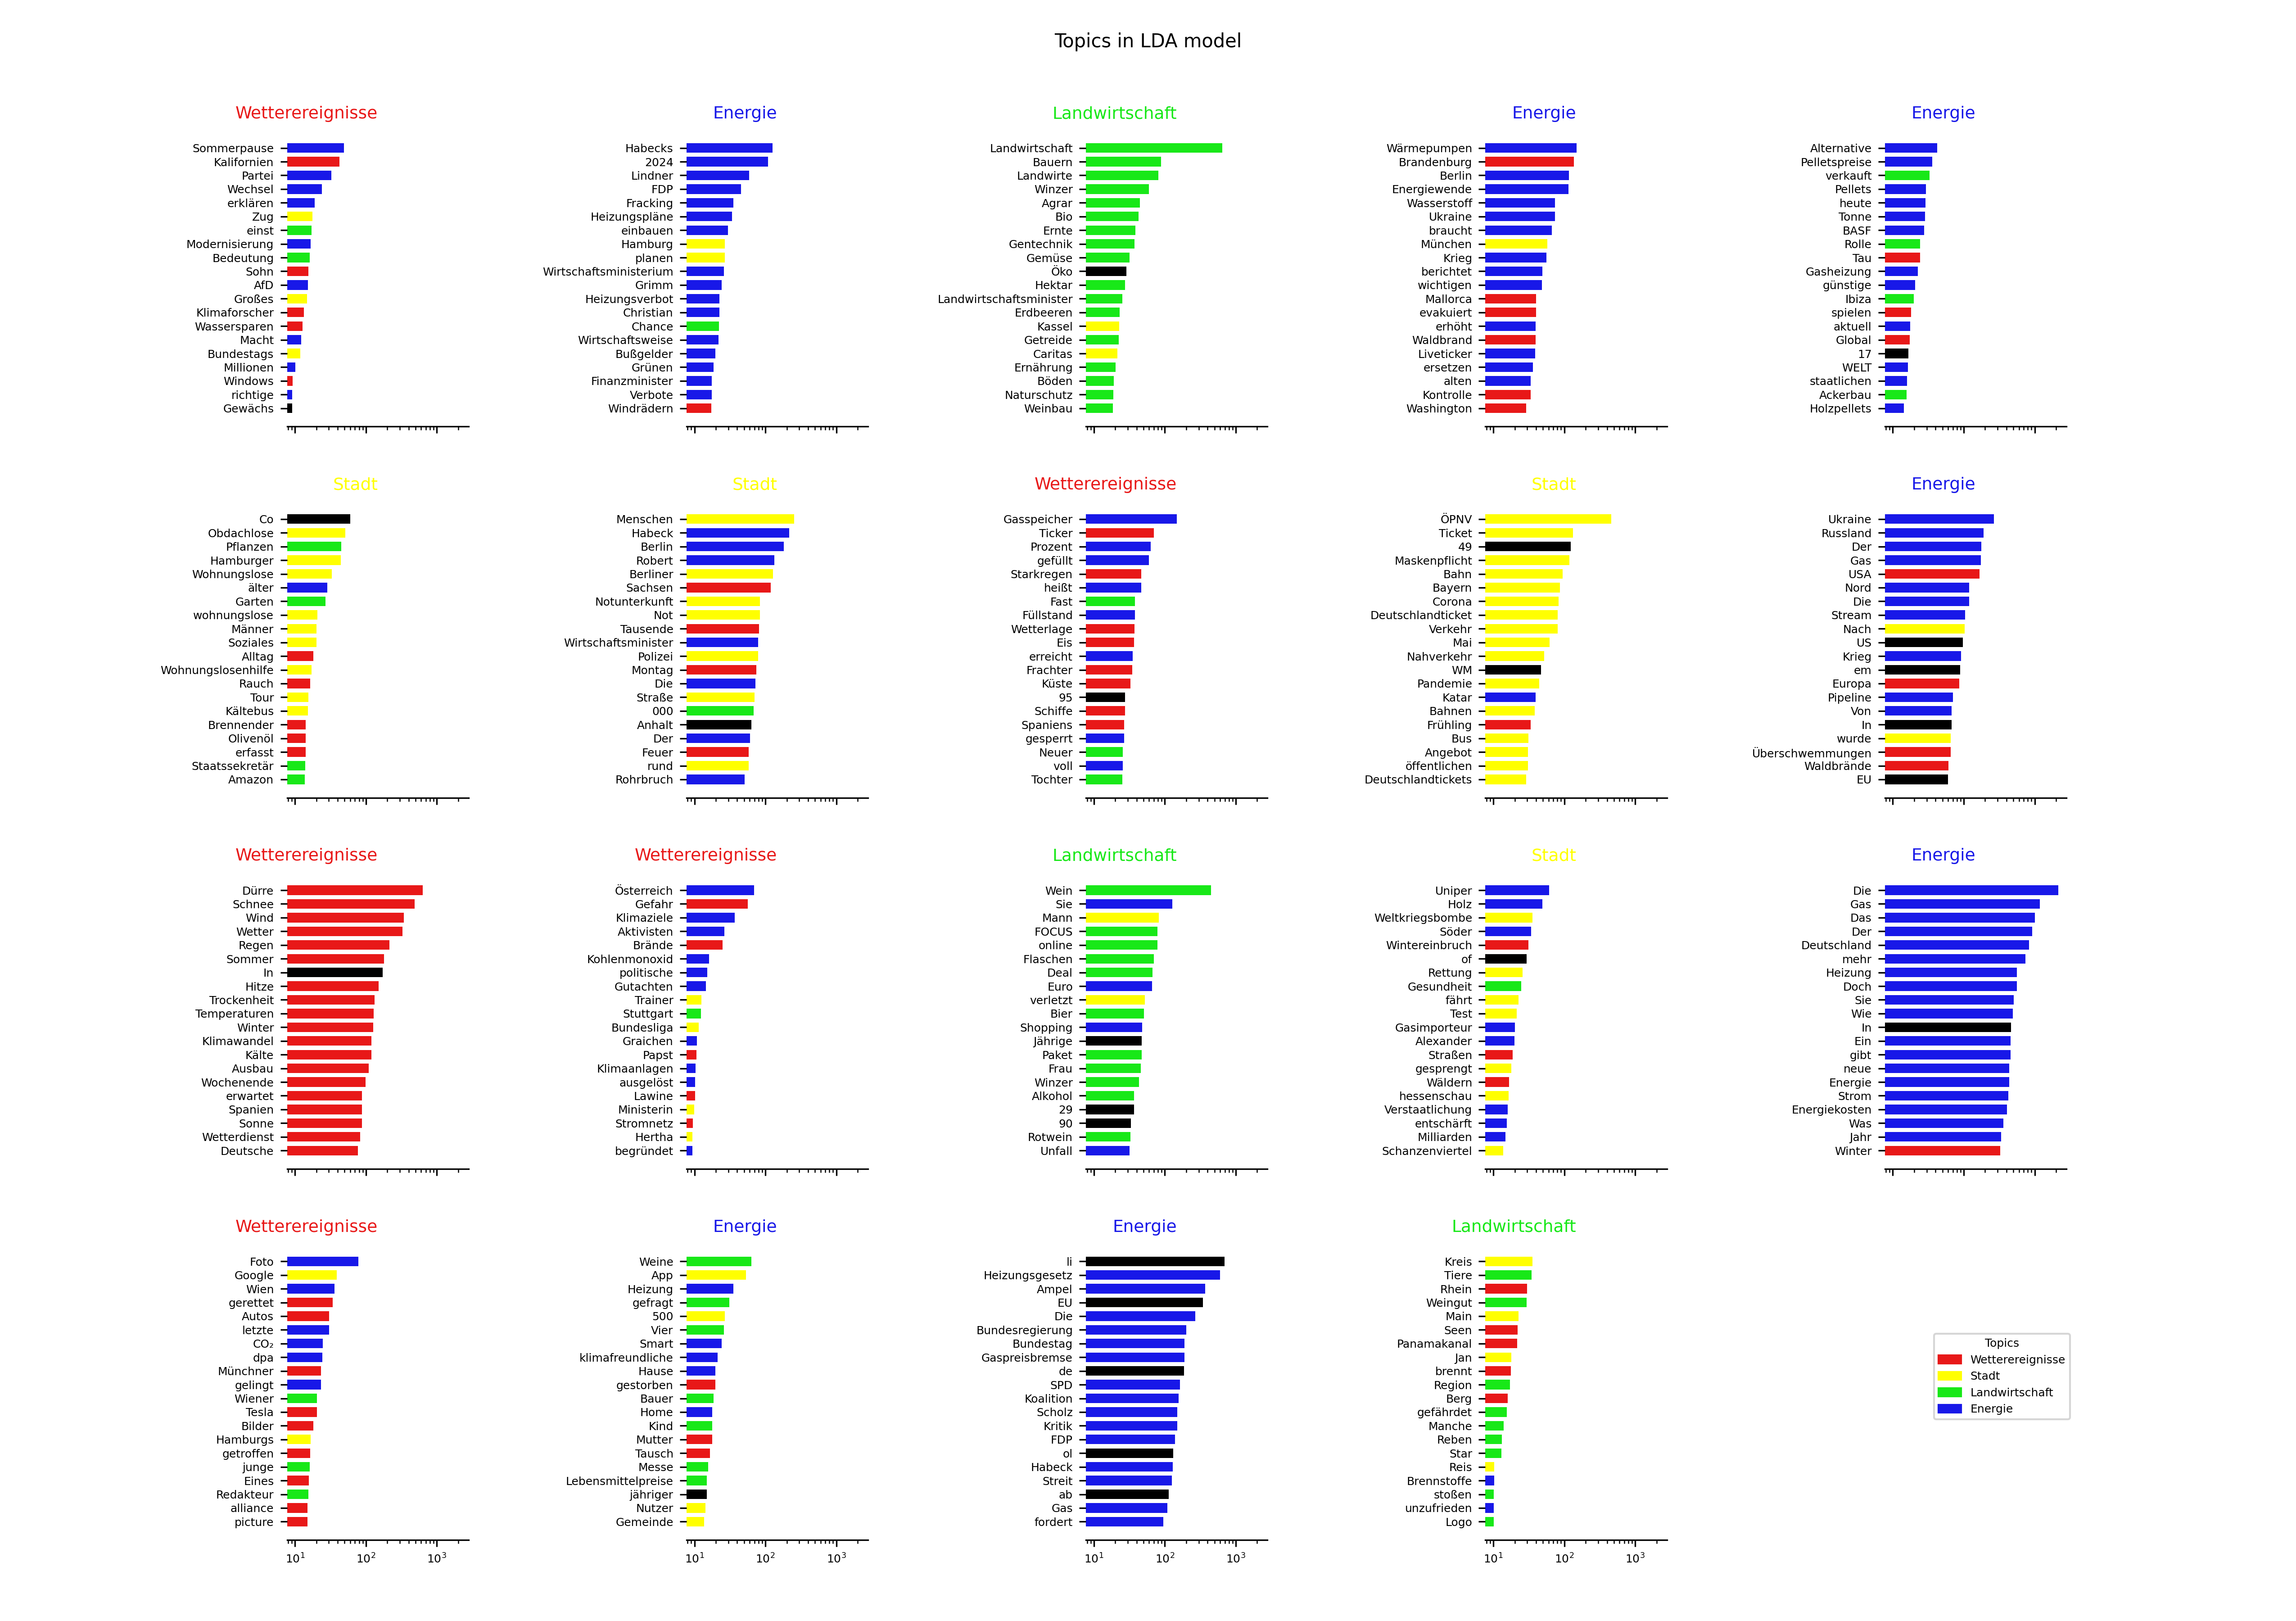 Topics in LDA model
Wetterereignisse
Sommerpause
Kalifornien
Partei
Wechsel
erklären
Zug
einst
Modernisierung
Bedeutung
Sohn
AfD
Großes
Klimaforscher
Wassersparen
Macht
Bundestags
Millionen
Windows
richtige
Gewächs
Energie
Habecks
2024
Lindner
FDP
Fracking
Heizungspläne
einbauen
Hamburg
planen
Wirtschaftsministerium
Grimm
Heizungsverbot
Christian
Chance
Wirtschaftsweise
Bußgelder
Grünen
Finanzminister
Verbote
Windrädern
Landwirtschaft
Landwirtschaft
Bauern
Landwirte
Winzer
Agrar
Bio
Ernte
Gentechnik
Gemüse
Öko
Hektar
Landwirtschaftsminister
Erdbeeren
Kassel
Getreide
Caritas
Ernährung
Böden
Naturschutz
Weinbau
Energie
Wärmepumpen
Brandenburg
Berlin
Energiewende
Wasserstoff
Ukraine
braucht
München
Krieg
berichtet
wichtigen
Mallorca
evakuiert
erhöht
Waldbrand
Liveticker
ersetzen
alten
Kontrolle
Washington
Energie
Alternative
Pelletspreise
verkauft
Pellets
heute
Tonne
BASF
Rolle
Tau
Gasheizung
günstige
Ibiza
spielen
aktuell
Global
17
WELT
staatlichen
Ackerbau
Holzpellets
Stadt
Co
Obdachlose
Pflanzen
Hamburger
Wohnungslose
älter
Garten
wohnungslose
Männer
Soziales
Alltag
Wohnungslosenhilfe
Rauch
Tour
Kältebus
Brennender
Olivenöl
erfasst
Staatssekretär
Amazon
Stadt
Menschen
Habeck
Berlin
Robert
Berliner
Sachsen
Notunterkunft
Not
Tausende
Wirtschaftsminister
Polizei
Montag
Die
Straße
000
Anhalt
Der
Feuer
rund
Rohrbruch
Wetterereignisse
Gasspeicher
Ticker
Prozent
gefüllt
Starkregen
heißt
Fast
Füllstand
Wetterlage
Eis
erreicht
Frachter
Küste
95
Schiffe
Spaniens
gesperrt
Neuer
voll
Tochter
Stadt
ÖPNV
Ticket
49
Maskenpflicht
Bahn
Bayern
Corona
Deutschlandticket
Verkehr
Mai
Nahverkehr
WM
Pandemie
Katar
Bahnen
Frühling
Bus
Angebot
öffentlichen
Deutschlandtickets
Energie
Ukraine
Russland
Der
Gas
USA
Nord
Die
Stream
Nach
US
Krieg
em
Europa
Pipeline
Von
In
wurde
Überschwemmungen
Waldbrände
EU
Wetterereignisse
Dürre
Schnee
Wind
Wetter
Regen
Sommer
In
Hitze
Trockenheit
Temperaturen
Winter
Klimawandel
Kälte
Ausbau
Wochenende
erwartet
Spanien
Sonne
Wetterdienst
Deutsche
Wetterereignisse
Österreich
Gefahr
Klimaziele
Aktivisten
Brände
Kohlenmonoxid
politische
Gutachten
Trainer
Stuttgart
Bundesliga
Graichen
Papst
Klimaanlagen
ausgelöst
Lawine
Ministerin
Stromnetz
Hertha
begründet
Landwirtschaft
Wein
Sie
Mann
FOCUS
online
Flaschen
Deal
Euro
verletzt
Bier
Shopping
Jährige
Paket
Frau
Winzer
Alkohol
29
90
Rotwein
Unfall
Stadt
Uniper
Holz
Weltkriegsbombe
Söder
Wintereinbruch
of
Rettung
Gesundheit
fährt
Test
Gasimporteur
Alexander
Straßen
gesprengt
Wäldern
hessenschau
Verstaatlichung
entschärft
Milliarden
Schanzenviertel
Energie
Die
Gas
Das
Der
Deutschland
mehr
Heizung
Doch
Sie
Wie
In
Ein
gibt
neue
Energie
Strom
Energiekosten
Was
Jahr
Winter
Wetterereignisse
Foto
Google
Wien
gerettet
Autos
letzte
CO₂
dpa
Münchner
gelingt
Wiener
Tesla
Bilder
Hamburgs
getroffen
junge
Eines
Redakteur
alliance
picture
10¹ 10² 10³
Energie
Weine
App
Heizung
gefragt
500
Vier
Smart
klimafreundliche
Hause
gestorben
Bauer
Home
Kind
Mutter
Tausch
Messe
Lebensmittelpreise
jähriger
Nutzer
Gemeinde
10¹ 10² 10³
Energie
li
Heizungsgesetz
Ampel
EU
Die
Bundesregierung
Bundestag
Gaspreisbremse
de
SPD
Koalition
Scholz
Kritik
FDP
ol
Habeck
Streit
ab
Gas
fordert
10¹ 10² 10³
Landwirtschaft
Kreis
Tiere
Rhein
Weingut
Main
Seen
Panamakanal
Jan
brennt
Region
Berg
gefährdet
Manche
Reben
Star
Reis
Brennstoffe
stoßen
unzufrieden
Logo
10¹ 10² 10³
Topics
Wetterereignisse
Stadt
Landwirtschaft
Energie